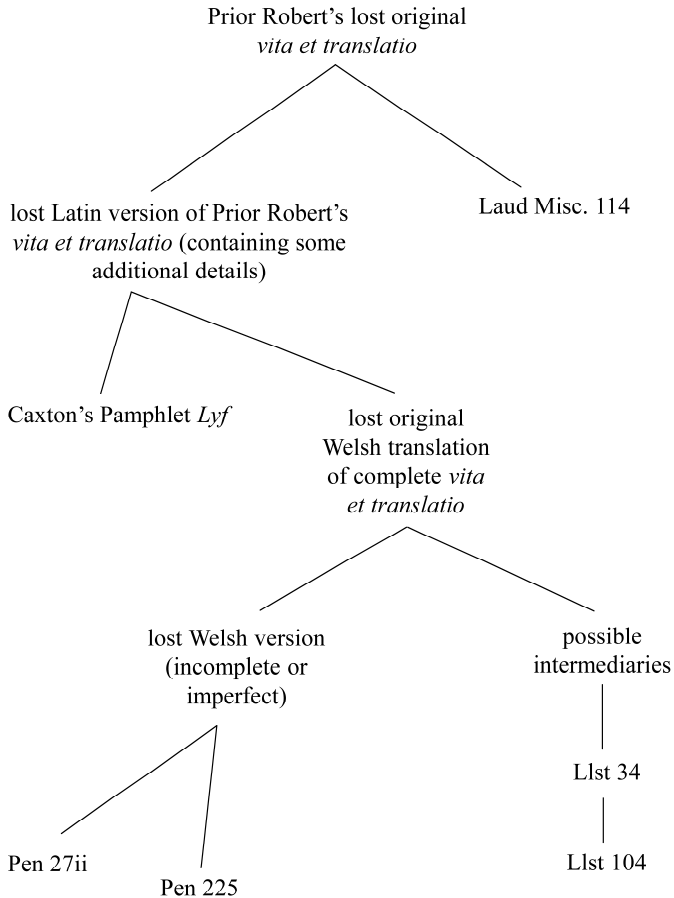 Prior Robert’s lost original
vita et translatio
lost Latin version of Prior Robert’s
vita et translatio (containing some
additional details)
Laud Misc. 114
Caxton’s Pamphlet Lyf
lost original
Welsh translation
of complete vita
et translatio
lost Welsh version
(incomplete or
imperfect)
possible
intermediaries
Llst 34
Pen 27ii
Pen 225
Llst 104